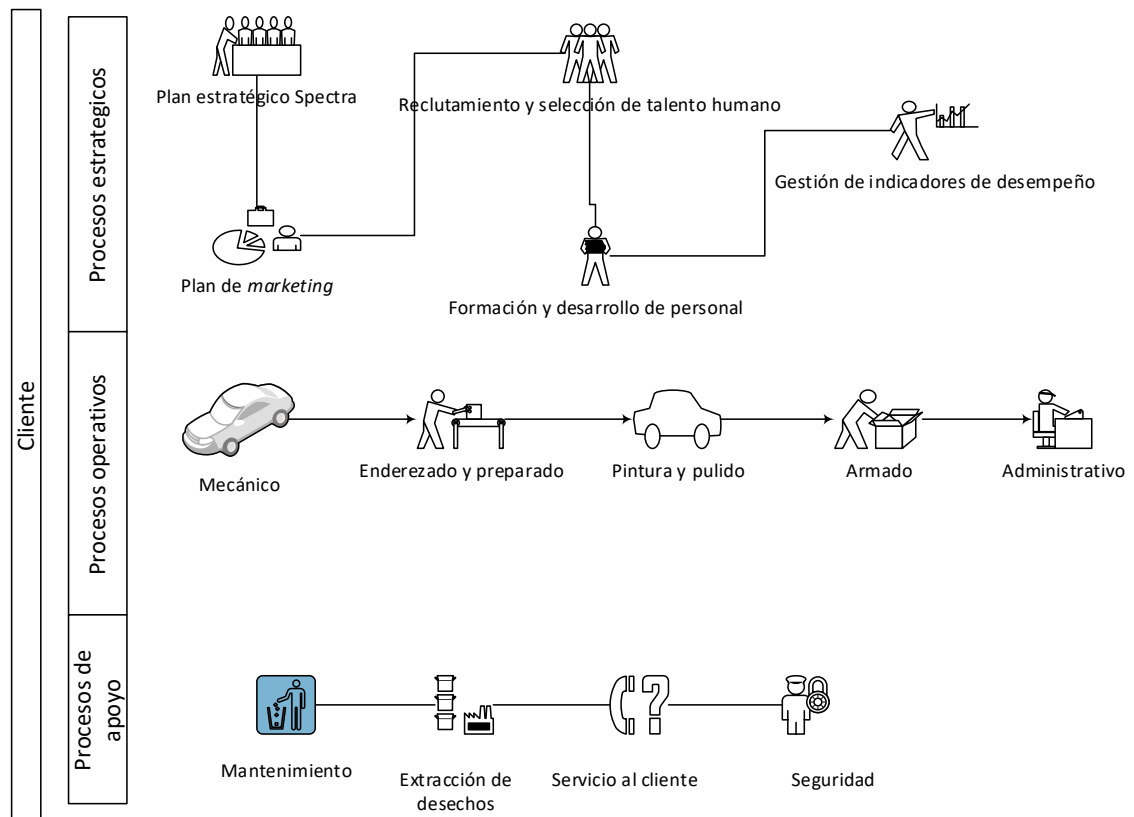 Cliente
Procesos estrategicos
Plan estratégico Spectra
Reclutamiento y selección de talento humano
Gestión de indicadores de desempeño
Plan de marketing
Formación y desarrollo de personal
Procesos operativos
Mecánico
Enderezado y preparado
Pintura y pulido
Armado
Administrativo
Procesos de
apoyo
Mantenimiento
Extracción de
desechos
Servicio al cliente
Seguridad